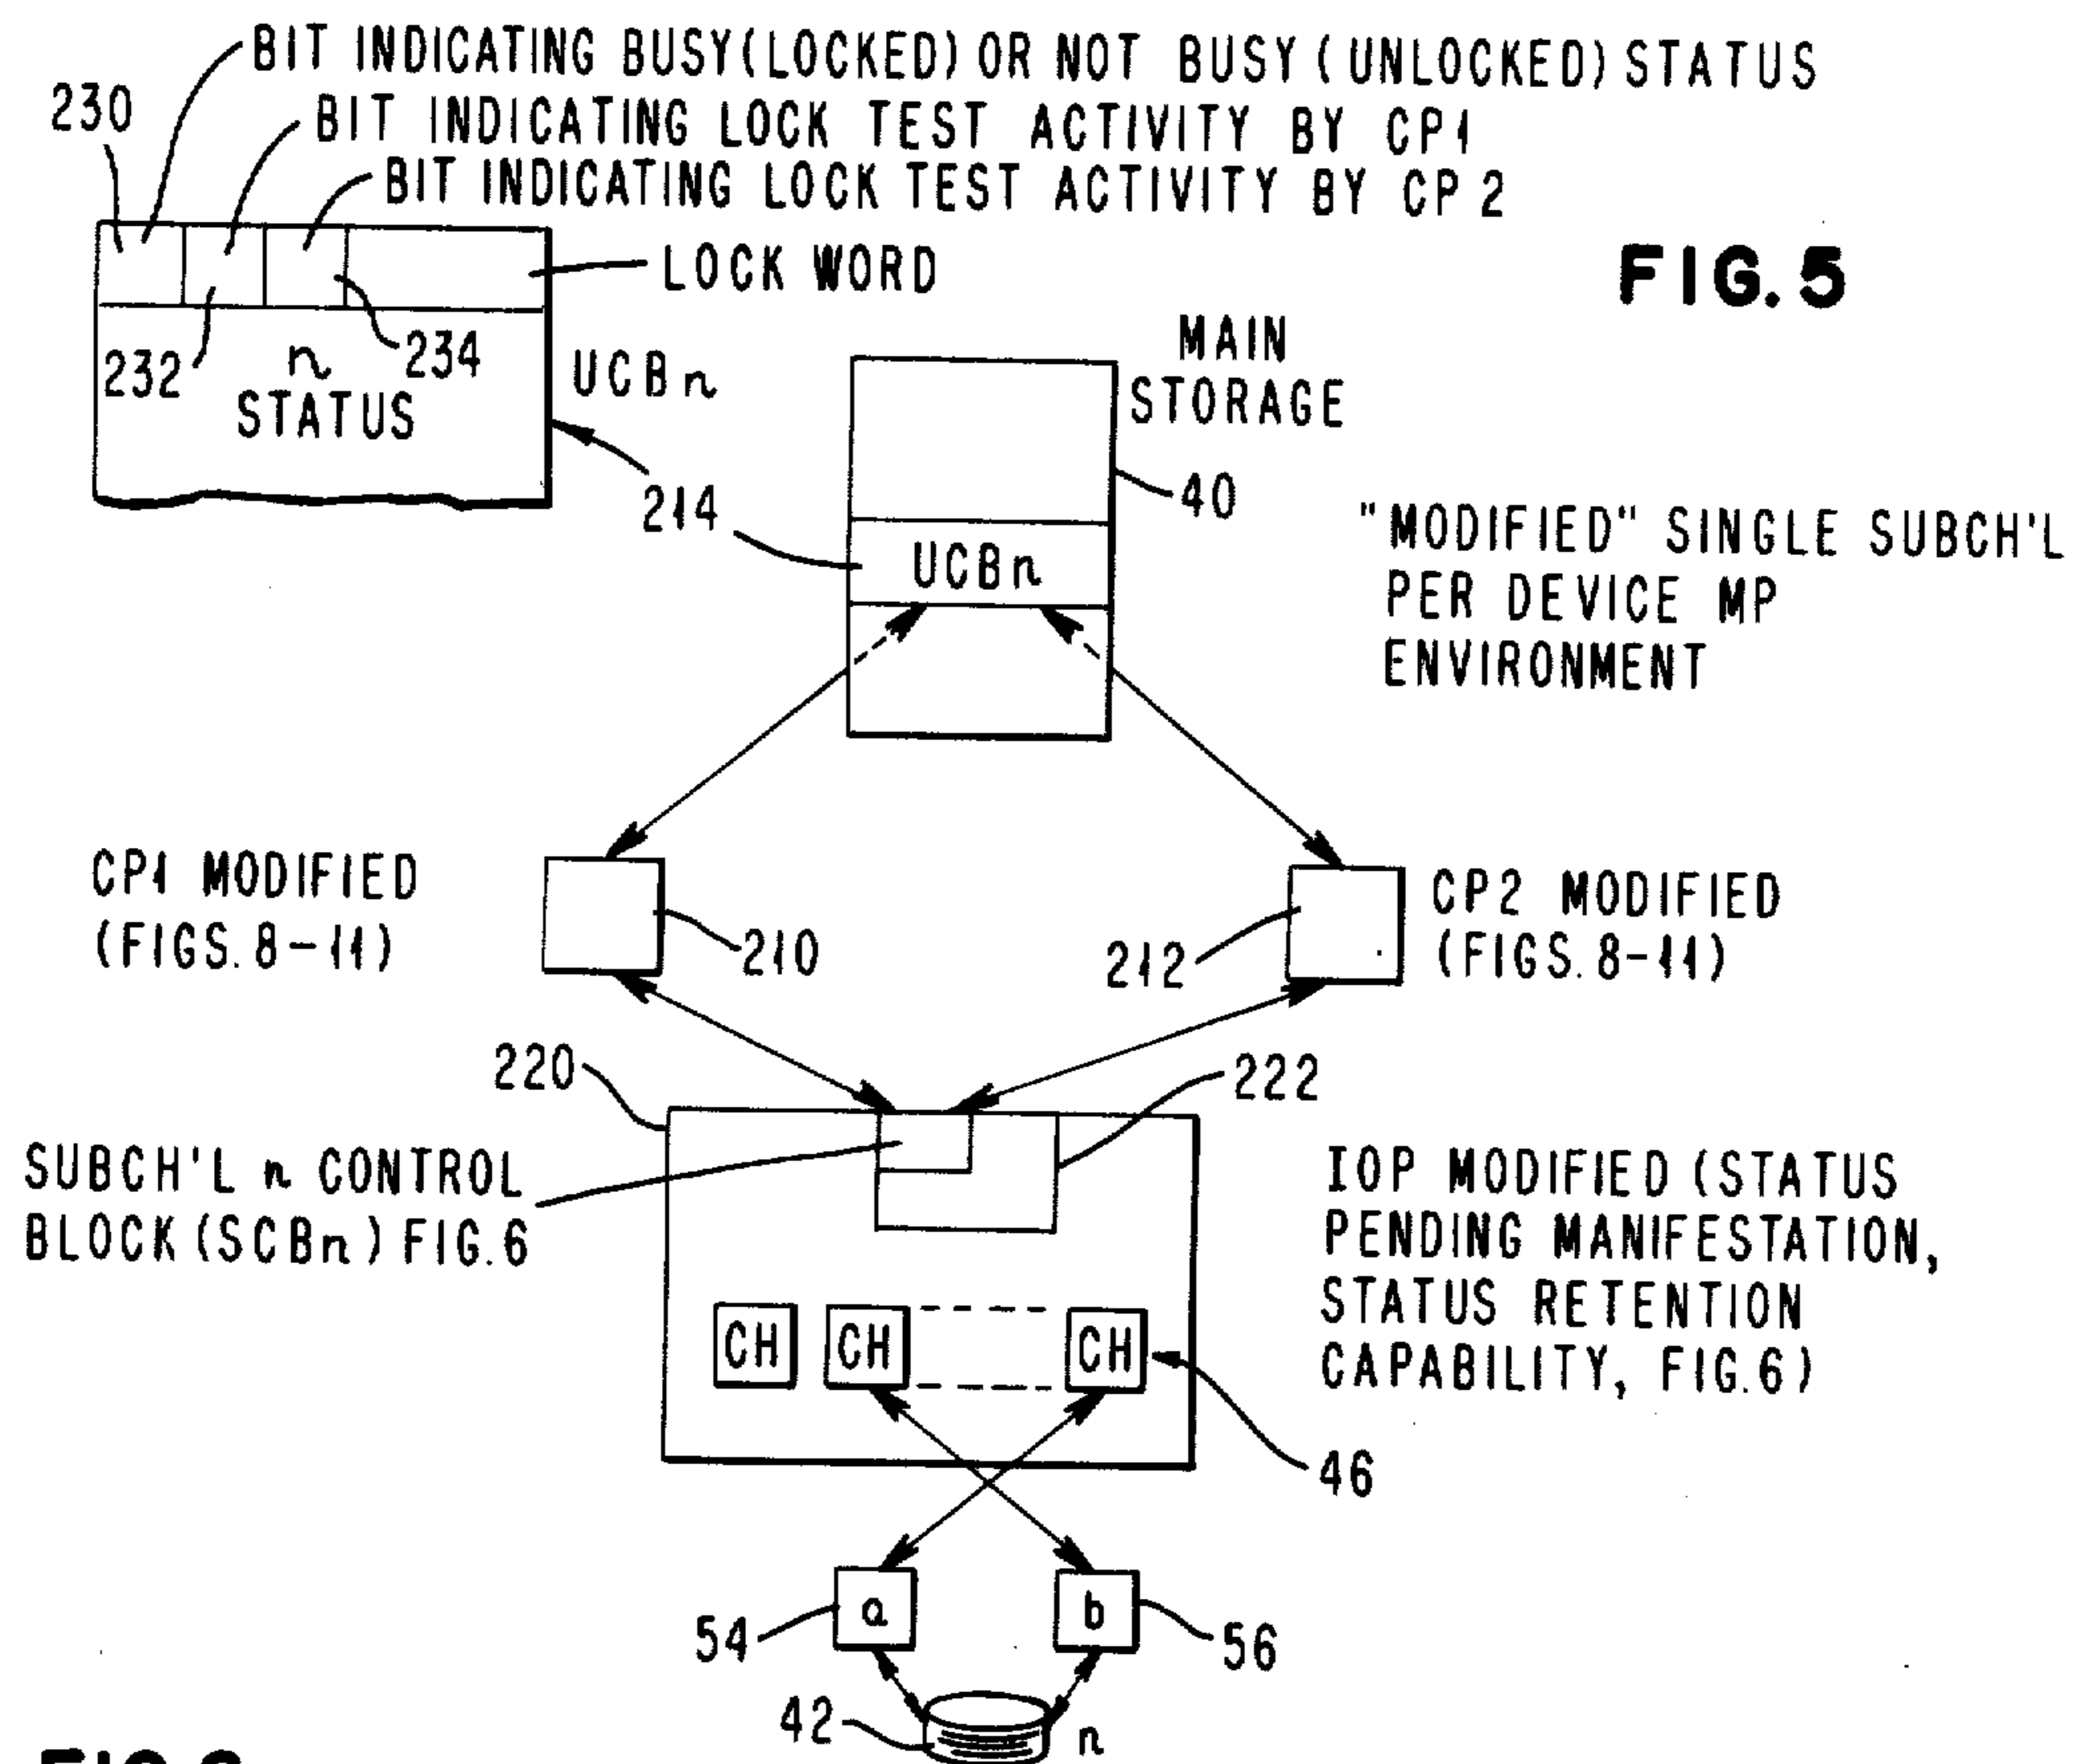 BIT INDICATING BUSY(LOCKED) OR NOT BUSY (UNLOCKED) STATUS
230
BIT INDICATING LOCK TEST ACTIVITY BY CP1
BIT INDICATING LOCK TEST ACTIVITY BY CP2
LOCK WORD
FIG. 5
232
n
STATUS
234
UCBn
214
MAIN
STORAGE
40
UCBn
"MODIFIED" SINGLE SUBCH'L
PER DEVICE MP
ENVIRONMENT
CP1 MODIFIED
(FIGS. 8-11)
210
212
CP2 MODIFIED
(FIGS. 8-11)
220
222
SUBCH'L n CONTROL
BLOCK (SCBn) FIG. 6
IOP MODIFIED (STATUS
PENDING MANIFESTATION,
STATUS RETENTION
CAPABILITY, FIG. 6)
CH
CH
CH
46
54
a
b
56
42
n